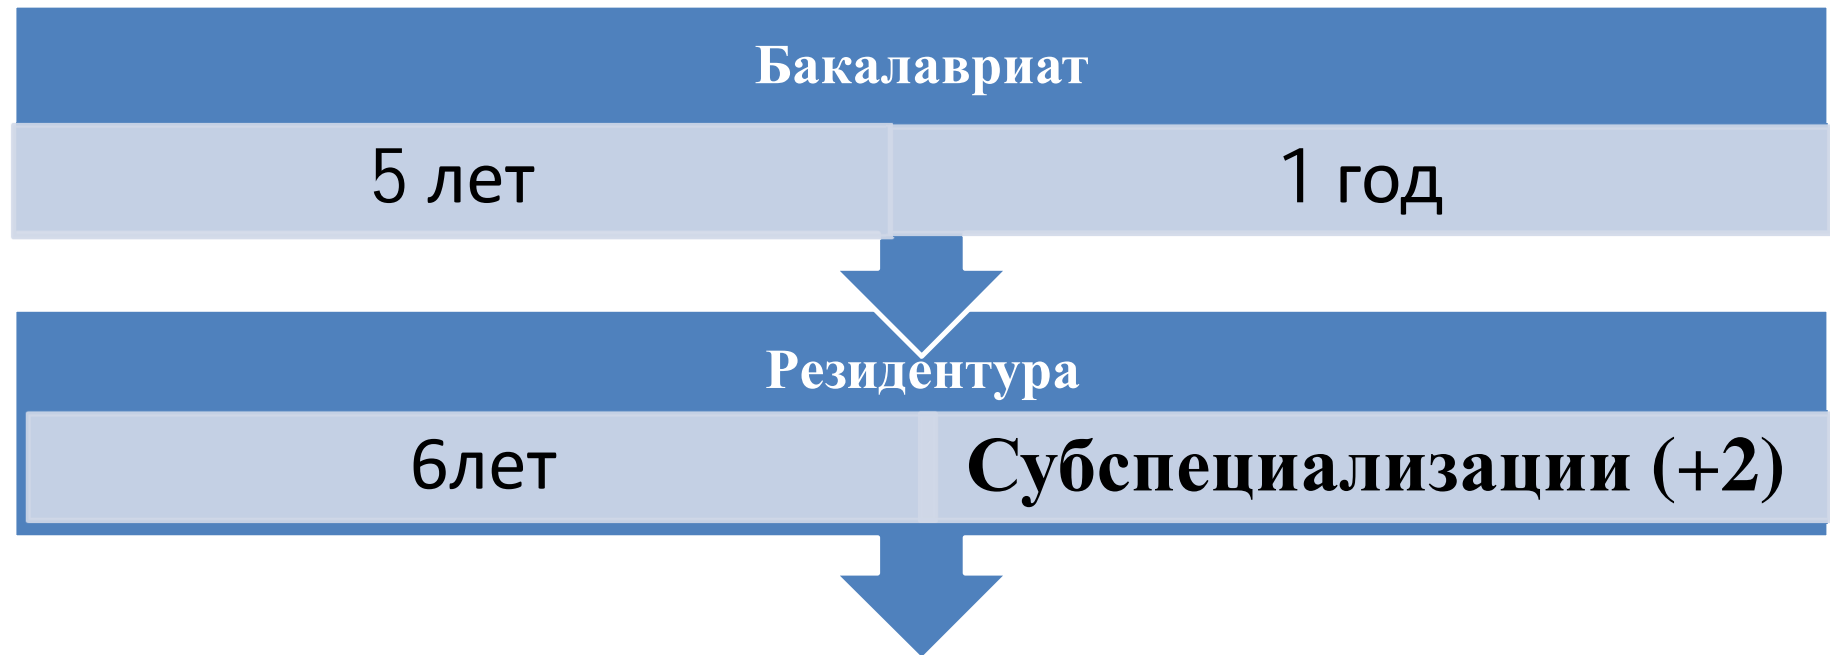 Бакалавриат
5 лет
1 год
Резидентура
6лет
Субспециализации (+2)